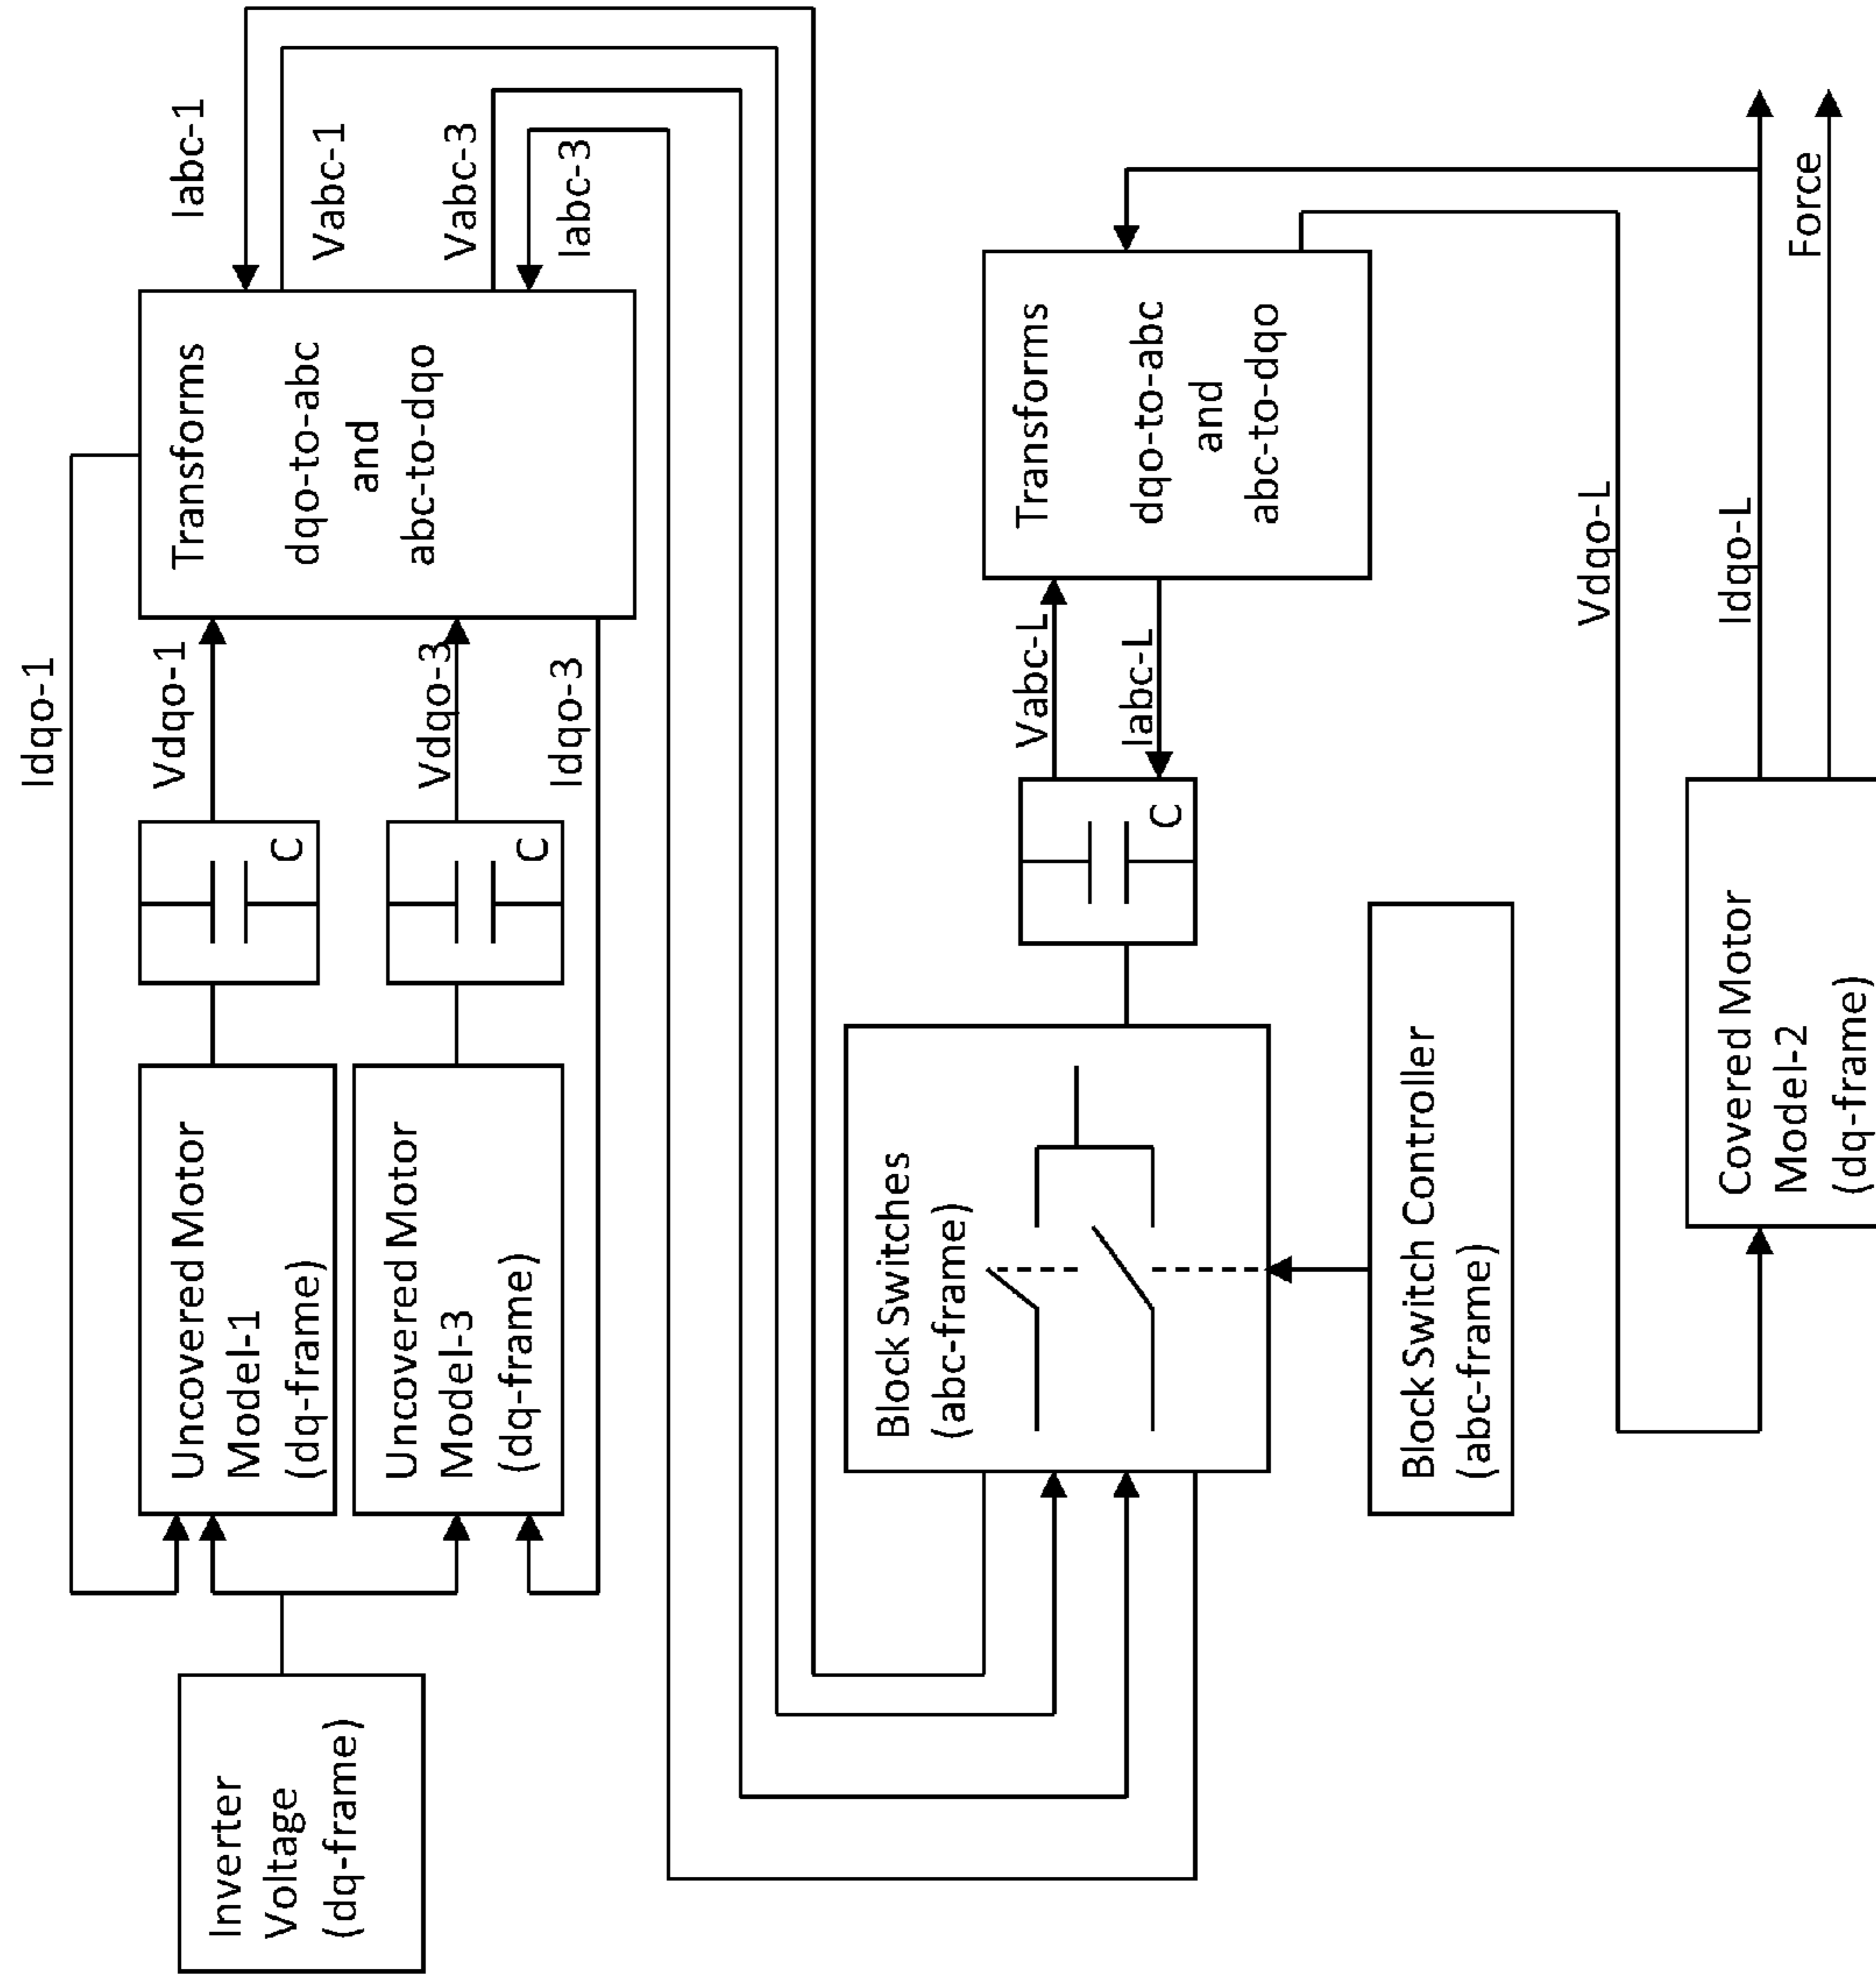 Inverter
Voltage
(dq-frame)
Uncovered Motor
Model-1
(dq-frame)
Uncovered Motor
Model-3
(dq-frame)
C
C
Idqo-1
Vdqo-1
Vdqo-3
Idqo-3
Transforms
dqo-to-abc
and
abc-to-dqo
Iabc-1
Vabc-1
Vabc-3
Iabc-3
Block Switches
(abc-frame)
C
Vabc-L
Iabc-L
Transforms
dqo-to-abc
and
abc-to-dqo
Block Switch Controller
(abc-frame)
Vdqo-L
Covered Motor
Model-2
(dq-frame)
Idqo-L
Force